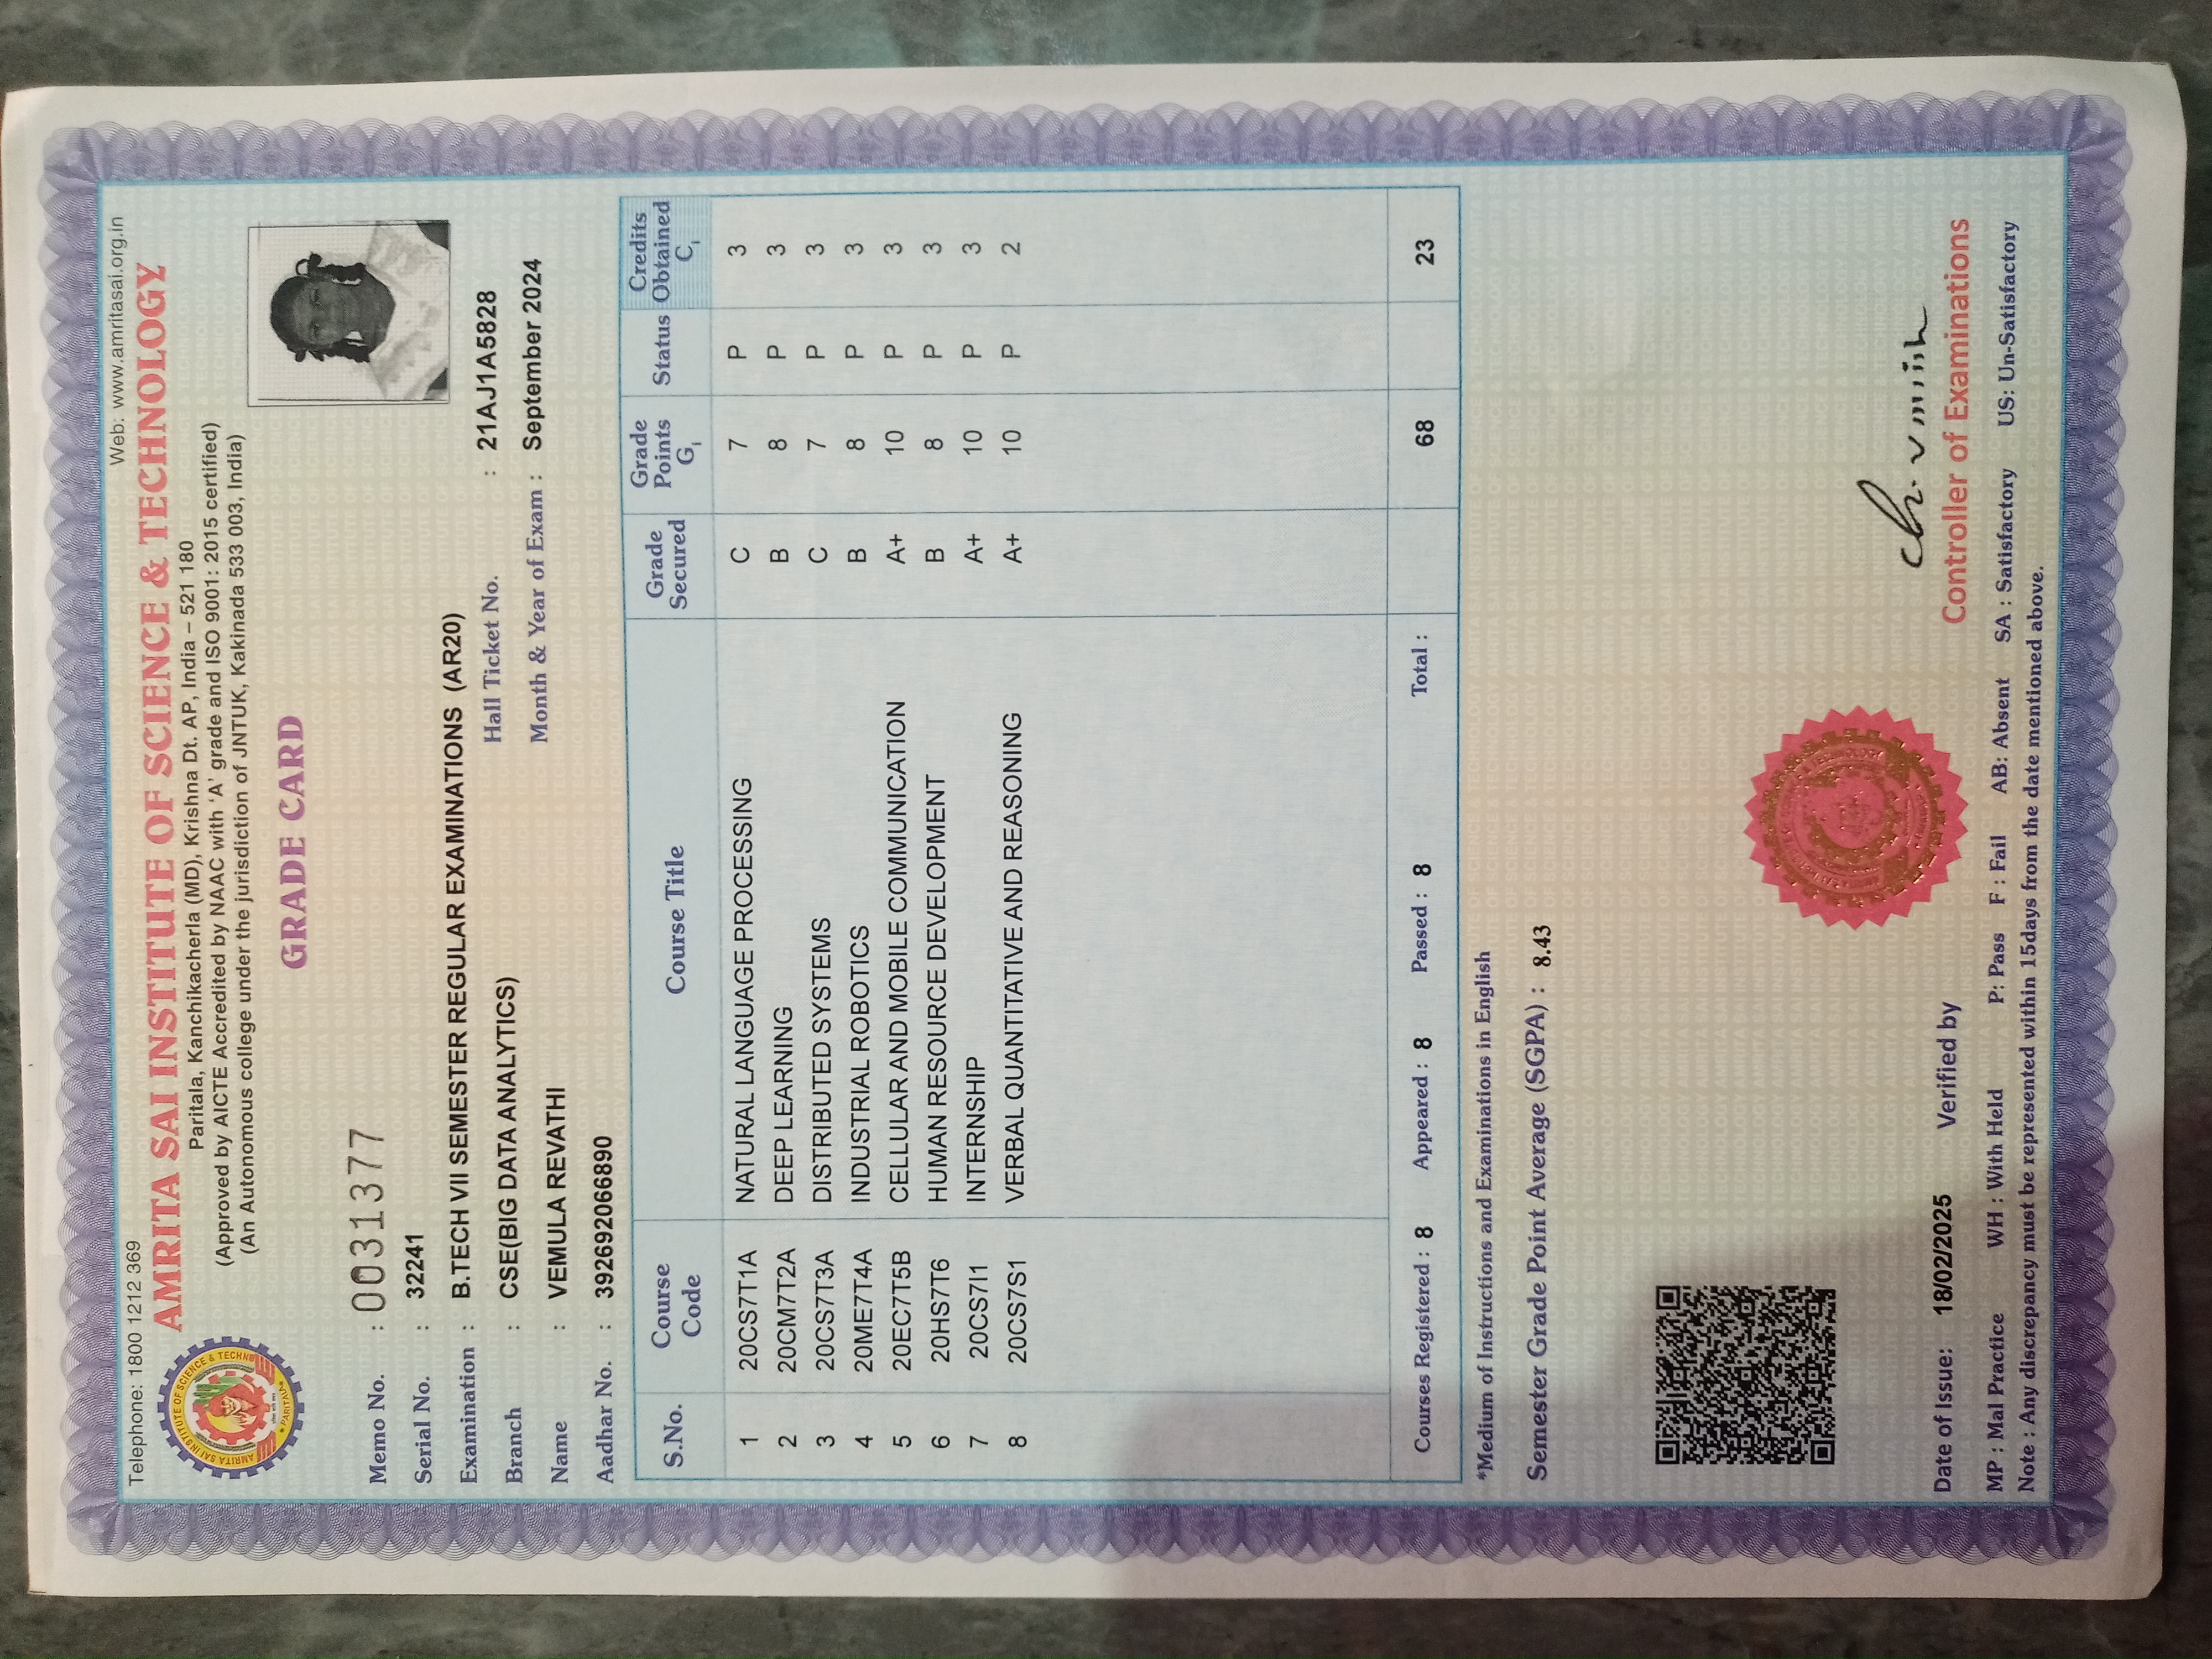 Telephone: 1800 1212 369 Web: www.amritasai.org.in
AMRITA SAI INSTITUTE OF SCIENCE & TECHNOLOGY
Paritala, Kanchikacherla (MD), Krishna Dt. AP, India – 521 180
(Approved by AICTE Accredited by NAAC with 'A' grade and ISO 9001: 2015 certified)
(An Autonomous college under the jurisdiction of JNTUK, Kakinada 533 003, India)
AMRITA SAI INSTITUTE OF SCIENCE & TECHN
PARITALA
GRADE CARD
Memo No. : 0031377
Serial No. : 32241
Examination : B.TECH VII SEMESTER REGULAR EXAMINATIONS (AR20)
Branch : CSE(BIG DATA ANALYTICS) Hall Ticket No. : 21AJ1A5828
Name : VEMULA REVATHI Month & Year of Exam : September 2024
Aadhar No. : 392692066890
S.No. Course Code Course Title Grade Secured Grade Points Gi Status Credits Obtained Ci
1 20CS7T1A NATURAL LANGUAGE PROCESSING C 7 P 3
2 20CM7T2A DEEP LEARNING B 8 P 3
3 20CS7T3A DISTRIBUTED SYSTEMS C 7 P 3
4 20ME7T4A INDUSTRIAL ROBOTICS B 8 P 3
5 20EC7T5B CELLULAR AND MOBILE COMMUNICATION A+ 10 P 3
6 20HS7T6 HUMAN RESOURCE DEVELOPMENT B 8 P 3
7 20CS7I1 INTERNSHIP A+ 10 P 3
8 20CS7S1 VERBAL QUANTITATIVE AND REASONING A+ 10 P 2
Courses Registered : 8 Appeared : 8 Passed : 8 Total : 68 23
*Medium of Instructions and Examinations in English
Semester Grade Point Average (SGPA) : 8.43
Date of Issue: 18/02/2025 Verified by Controller of Examinations
MP : Mal Practice WH : With Held P: Pass F : Fail AB: Absent SA : Satisfactory US: Un-Satisfactory
Note : Any discrepancy must be represented within 15days from the date mentioned above.